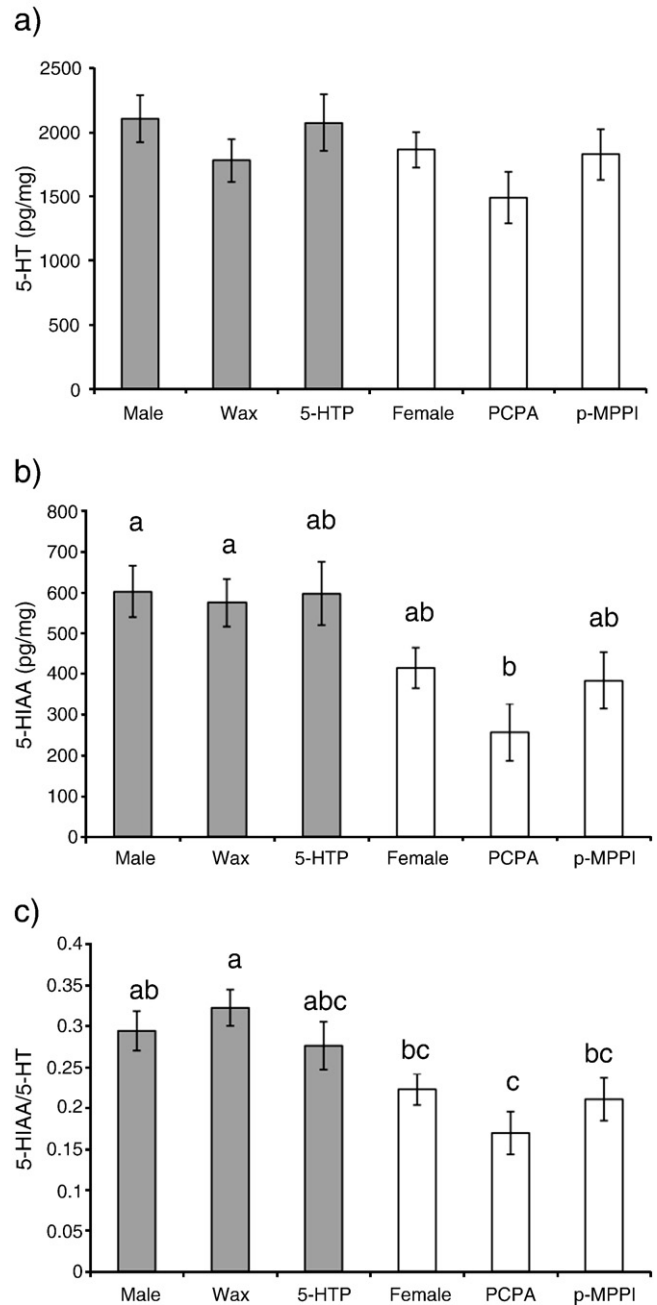 a)
2500
2000
1500
1000
500
0
5-HT (pg/mg)
Male Wax 5-HTP Female PCPA p-MPPI
b)
800
700
600
500
400
300
200
100
0
5-HIAA (pg/mg)
a a ab ab b ab
Male Wax 5-HTP Female PCPA p-MPPI
c)
0.4
0.35
0.3
0.25
0.2
0.15
0.1
0.05
0
5-HIAA/5-HT
ab a abc bc c bc
Male Wax 5-HTP Female PCPA p-MPPI